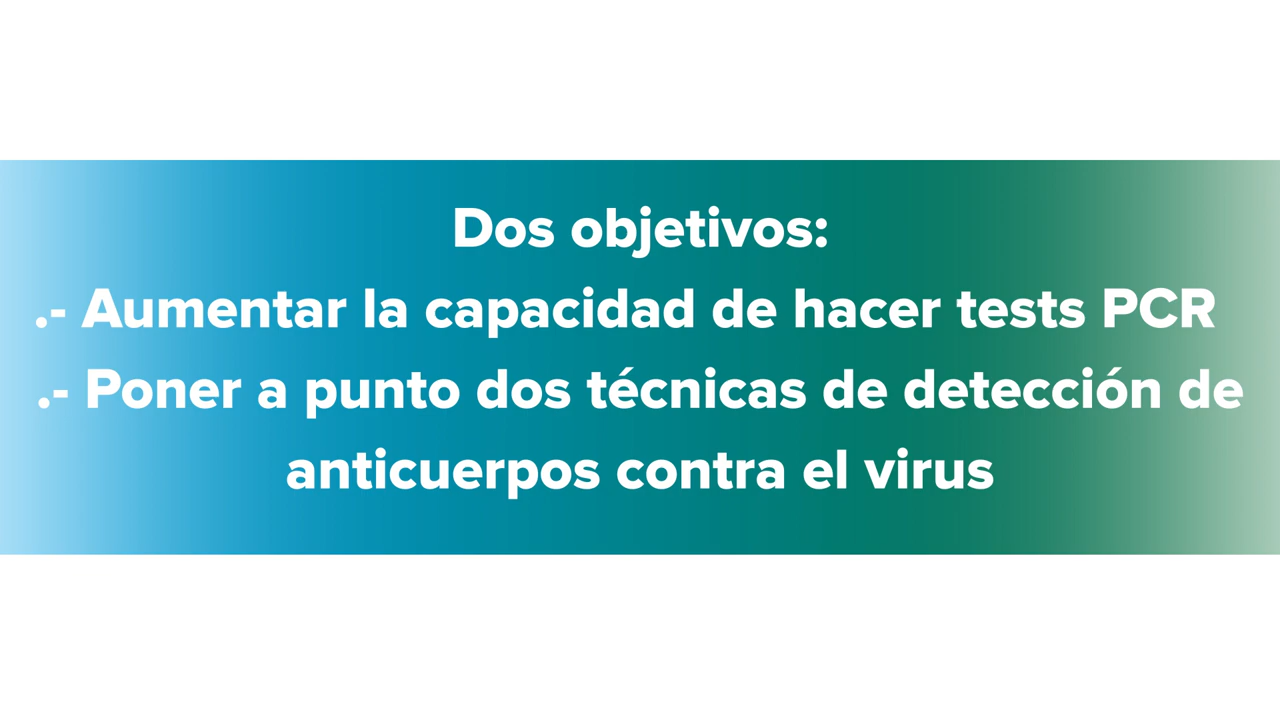 Dos objetivos:
.- Aumentar la capacidad de hacer tests PCR
.- Poner a punto dos técnicas de detección de
anticuerpos contra el virus